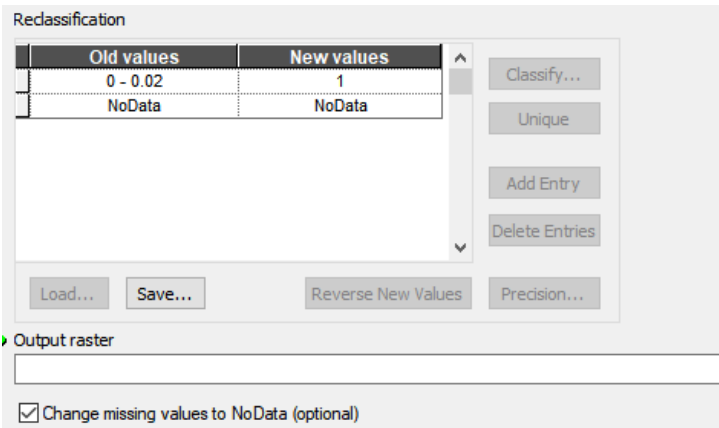 Reclassification
Old values New values
0 - 0.02 1
NoData NoData
Classify...
Unique
Add Entry
Delete Entries
Load... Save... Reverse New Values Precision...
Output raster
Change missing values to NoData (optional)